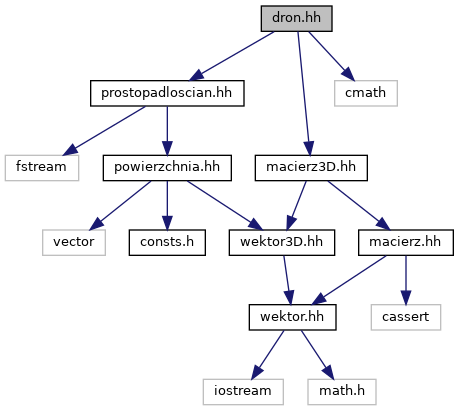 dron.hh
prostopadloscian.hh
cmath
fstream
powierzchnia.hh
macierz3D.hh
vector
consts.h
wektor3D.hh
macierz.hh
wektor.hh
cassert
iostream
math.h